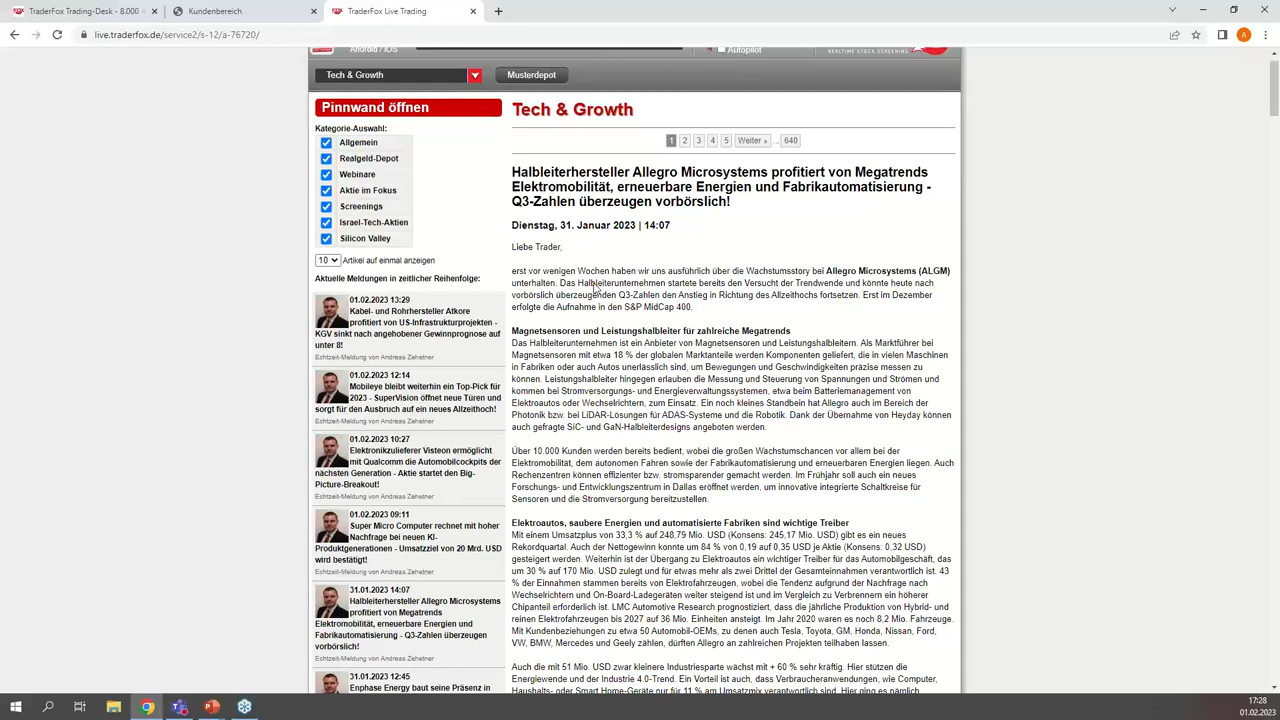 TraderFox Trading-Desk - 8.000
Kundenbereich
TraderFox Live Trading
live.traderfox.de/service2/s-12/a-76720/
A
Android / iOS
Autopilot
REALTIME STOCK SCREENING
Tech & Growth
Musterdepot
Pinnwand öffnen
Kategorie-Auswahl:
Allgemein
Realgeld-Depot
Webinare
Aktie im Fokus
Screenings
Israel-Tech-Aktien
Silicon Valley
10 Artikel auf einmal anzeigen
Aktuelle Meldungen in zeitlicher Reihenfolge:
01.02.2023 13:29
Kabel- und Rohrhersteller Atkore
profitiert von US-Infrastrukturprojekten -
KGV sinkt nach angehobener Gewinnprognose auf
unter 8!
Echtzeit-Meldung von Andreas Zehetner
01.02.2023 12:14
Mobileye bleibt weiterhin ein Top-Pick für
2023 - SuperVision öffnet neue Türen und
sorgt für den Ausbruch auf ein neues Allzeithoch!
Echtzeit-Meldung von Andreas Zehetner
01.02.2023 10:27
Elektronikzulieferer Visteon ermöglicht
mit Qualcomm die Automobilcockpits der
nächsten Generation - Aktie startet den Big-
Picture-Breakout!
Echtzeit-Meldung von Andreas Zehetner
01.02.2023 09:11
Super Micro Computer rechnet mit hoher
Nachfrage bei neuen KI-
Produktgenerationen - Umsatzziel von 20 Mrd. USD
wird bestätigt!
Echtzeit-Meldung von Andreas Zehetner
31.01.2023 14:07
Halbleiterhersteller Allegro Microsystems
profitiert von Megatrends
Elektromobilität, erneuerbare Energien und
Fabrikautomatisierung - Q3-Zahlen überzeugen
vorbörslich!
Echtzeit-Meldung von Andreas Zehetner
31.01.2023 12:45
Enphase Energy baut seine Präsenz in
Tech & Growth
1 2 3 4 5 Weiter » ... 640
Halbleiterhersteller Allegro Microsystems profitiert von Megatrends
Elektromobilität, erneuerbare Energien und Fabrikautomatisierung -
Q3-Zahlen überzeugen vorbörslich!
Dienstag, 31. Januar 2023 | 14:07
Liebe Trader,
erst vor wenigen Wochen haben wir uns ausführlich über die Wachstumsstory bei Allegro Microsystems (ALGM)
unterhalten. Das Halbleiterunternehmen startete bereits den Versuch der Trendwende und könnte heute nach
vorbörslich überzeugenden Q3-Zahlen den Anstieg in Richtung des Allzeithochs fortsetzen. Erst im Dezember
erfolgte die Aufnahme in den S&P MidCap 400.
Magnetsensoren und Leistungshalbleiter für zahlreiche Megatrends
Das Halbleiterunternehmen ist ein Anbieter von Magnetsensoren und Leistungshalbleitern. Als Marktführer bei
Magnetsensoren mit etwa 18 % der globalen Marktanteile werden Komponenten geliefert, die in vielen Maschinen
in Fabriken oder auch Autos unerlässlich sind, um Bewegungen und Geschwindigkeiten präzise messen zu
können. Leistungshalbleiter hingegen erlauben die Messung und Steuerung von Spannungen und Strömen und
kommen bei Stromversorgungs- und Energieverwaltungssystemen, etwa beim Batteriemanagement von
Elektroautos oder Wechselrichtern, zum Einsatz. Ein noch kleines Standbein hat Allegro auch im Bereich der
Photonik bzw. bei LiDAR-Lösungen für ADAS-Systeme und die Robotik. Dank der Übernahme von Heyday können
auch gefragte SiC- und GaN-Halbleiterdesigns angeboten werden.
Über 10.000 Kunden werden bereits bedient, wobei die großen Wachstumschancen vor allem bei der
Elektromobilität, dem autonomen Fahren sowie der Fabrikautomatisierung und erneuerbaren Energien liegen. Auch
Rechenzentren können effizienter bzw. stromsparender gemacht werden. Im Frühjahr soll auch ein neues
Forschungs- und Entwicklungszentrum in Dallas eröffnet werden, um innovative integrierte Schaltkreise für
Sensoren und die Stromversorgung bereitzustellen.
Elektroautos, saubere Energien und automatisierte Fabriken sind wichtige Treiber
Mit einem Umsatzplus von 33,3 % auf 248,79 Mio. USD (Konsens: 245,17 Mio. USD) gibt es ein neues
Rekordquartal. Auch der Nettogewinn konnte um 84 % von 0,19 auf 0,35 USD je Aktie (Konsens: 0,32 USD)
gesteigert werden. Weiterhin ist der Übergang zu Elektroautos ein wichtiger Treiber für das Automobilgeschäft, das
um 30 % auf 170 Mio. USD zulegt und für etwas mehr als zwei Drittel der Gesamteinnahmen verantwortlich ist. 43
% der Einnahmen stammen bereits von Elektrofahrzeugen, wobei die Tendenz aufgrund der Nachfrage nach
Wechselrichtern und On-Board-Ladegeräten weiter steigend ist und im Vergleich zu Verbrennern ein höherer
Chipanteil erforderlich ist. LMC Automotive Research prognostiziert, dass die jährliche Produktion von Hybrid- und
reinen Elektrofahrzeugen bis 2027 auf 36 Mio. Einheiten ansteigt. Im Jahr 2020 waren es noch 8,2 Mio. Fahrzeuge.
Mit Kundenbeziehungen zu etwa 50 Automobil-OEMs, zu denen auch Tesla, Toyota, GM, Honda, Nissan, Ford,
VW, BMW, Mercedes und Geely zählen, dürften Allegro an zahlreichen Projekten teilhaben lassen.
Auch die mit 51 Mio. USD zwar kleinere Industriesparte wächst mit + 60 % sehr kräftig. Hier stützen die
Energiewende und der Industrie 4.0-Trend. Ein Vorteil ist auch, dass Verbraucheranwendungen, wie Computer,
Haushalts- oder Smart Home-Geräte nur für 11 % am Umsatzmix verantwortlich sind. Hier ging es nämlich
17:28
01.02.2023